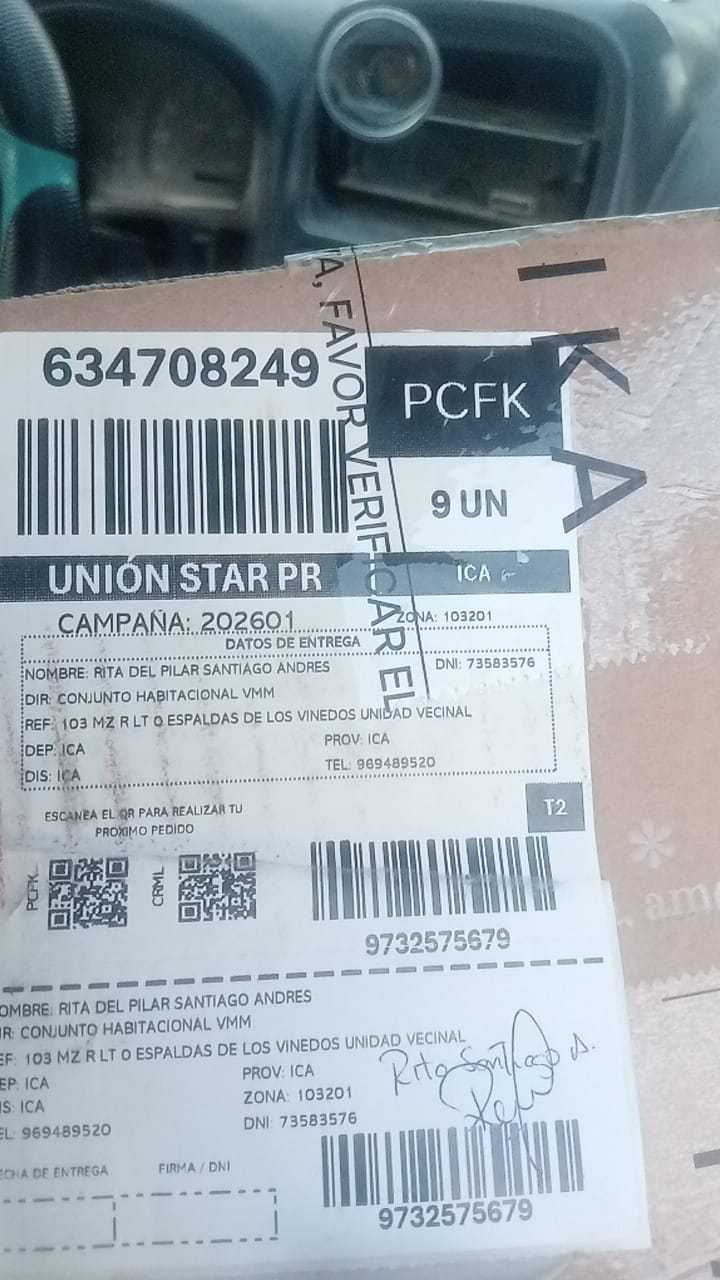 634708249
PCFK
9 UN
A, FAVOR VERIFICAR EL
I K A
UNIÓN STAR PR
ICA
CAMPAÑA: 202601
ZONA: 103201
DATOS DE ENTREGA
NOMBRE: RITA DEL PILAR SANTIAGO ANDRES
DNI: 73583576
DIR: CONJUNTO HABITACIONAL VMM
REF: 103 MZ R LT 0 ESPALDAS DE LOS VINEDOS UNIDAD VECINAL
DEP: ICA
PROV: ICA
DIS: ICA
TEL: 969489520
T2
ESCANEA EL QR PARA REALIZAR TU
PROXIMO PEDIDO
PCFK
CRML
9732575679
OMBRE: RITA DEL PILAR SANTIAGO ANDRES
IR: CONJUNTO HABITACIONAL VMM
EF: 103 MZ R LT 0 ESPALDAS DE LOS VINEDOS UNIDAD VECINAL
EP: ICA
PROV: ICA
IS: ICA
ZONA: 103201
EL: 969489520
DNI: 73583576
Rita Santiago A.
ECHA DE ENTREGA
FIRMA / DNI
9732575679